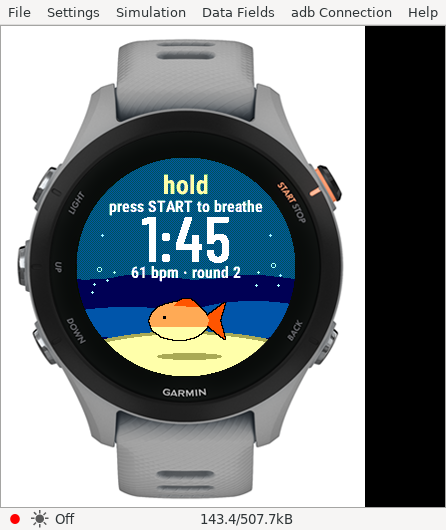 File Settings Simulation Data Fields adb Connection Help
hold
press START to breathe
1:45
61 bpm · round 2
LIGHT
START STOP
UP
DOWN
BACK
GARMIN
Off 143.4/507.7kB